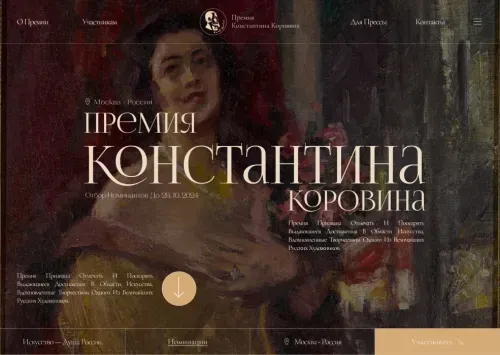 О Премии
Участникам
Премия
Константина Коровина
Для Прессы
Контакты
Москва - Россия
ПРЕМИЯ
КОНСТАНТИНА
КОРОВИНА
Отбор Номинантов До 28.10.2024
Премия Призвана Отмечать И Поощрять
Выдающиеся Достижения В Области Искусства,
Вдохновленные Творчеством Одного Из Величайших
Русских Художников.
Премия Призвана Отмечать И Поощрять
Выдающиеся Достижения В Области Искусства,
Вдохновленные Творчеством Одного Из Величайших
Русских Художников.
Искусство — Душа России.
Номинации
Москва - Россия
Участвовать